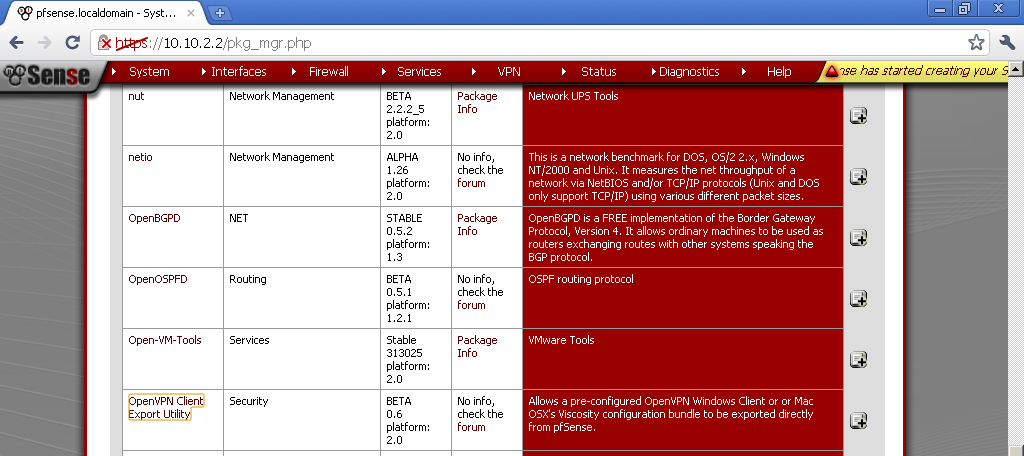 pfsense.localdomain - Syst...
https://10.10.2.2/pkg_mgr.php
Sense System Interfaces Firewall Services VPN Status Diagnostics Help nse has started creating your S
nut
Network Management
BETA
2.2.2_5
platform:
2.0
Package
Info
Network UPS Tools
netio
Network Management
ALPHA
1.26
platform:
2.0
No info,
check the
forum
This is a network benchmark for DOS, OS/2 2.x, Windows
NT/2000 and Unix. It measures the net throughput of a
network via NetBIOS and/or TCP/IP protocols (Unix and DOS
only support TCP/IP) using various different packet sizes.
OpenBGPD
NET
STABLE
0.5.2
platform:
1.3
Package
Info
OpenBGPD is a FREE implementation of the Border Gateway
Protocol, Version 4. It allows ordinary machines to be used as
routers exchanging routes with other systems speaking the
BGP protocol.
OpenOSPFD
Routing
BETA
0.5.1
platform:
1.2.1
No info,
check the
forum
OSPF routing protocol
Open-VM-Tools
Services
Stable
313025
platform:
2.0
Package
Info
VMware Tools
OpenVPN Client
Export Utility
Security
BETA
0.6
platform:
2.0
No info,
check the
forum
Allows a pre-configured OpenVPN Windows Client or or Mac
OSX's Viscosity configuration bundle to be exported directly
from pfSense.